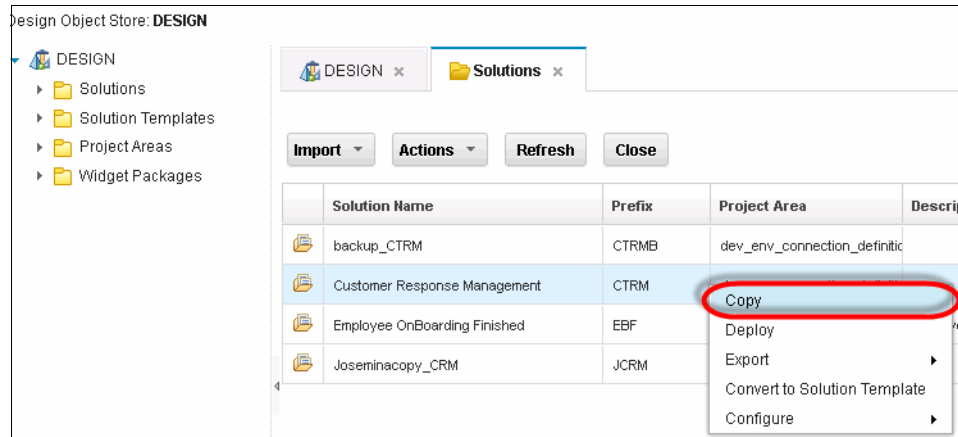 Design Object Store: DESIGN
DESIGN
Solutions
Solution Templates
Project Areas
Widget Packages
DESIGN ×
Solutions ×
Import
Actions
Refresh
Close
Solution Name Prefix Project Area Descrip
backup_CTRM CTRMB dev_env_connection_definitio
Customer Response Management CTRM
Employee OnBoarding Finished EBF
Joseminacopy_CRM JCRM
Copy
Deploy
Export
Convert to Solution Template
Configure